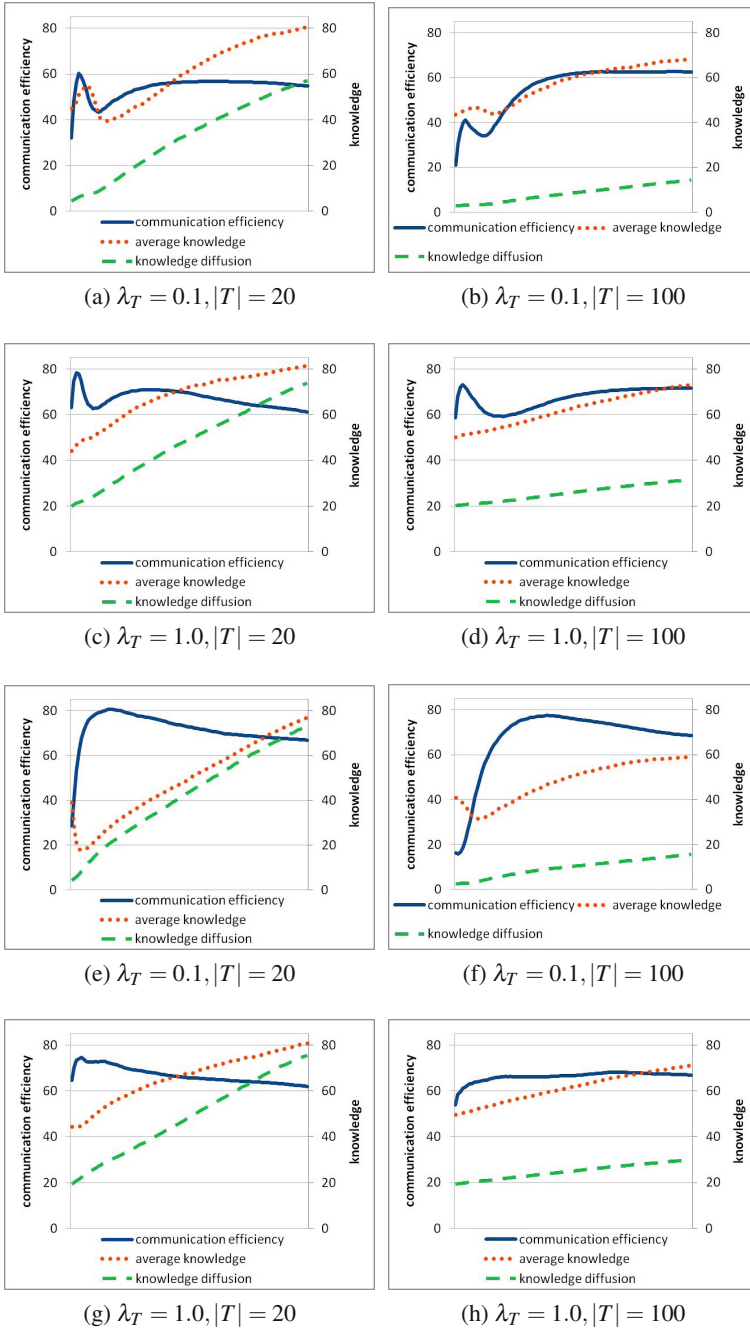 communication efficiency
80
60
40
20
0
80
60
40
20
0
knowledge
communication efficiency
average knowledge
knowledge diffusion
(a) λ_T = 0.1, |T| = 20
communication efficiency
80
60
40
20
0
80
60
40
20
0
knowledge
communication efficiency average knowledge
knowledge diffusion
(b) λ_T = 0.1, |T| = 100
communication efficiency
80
60
40
20
0
80
60
40
20
0
knowledge
communication efficiency
average knowledge
knowledge diffusion
(c) λ_T = 1.0, |T| = 20
communication efficiency
80
60
40
20
0
80
60
40
20
0
knowledge
communication efficiency
average knowledge
knowledge diffusion
(d) λ_T = 1.0, |T| = 100
communication efficiency
80
60
40
20
0
80
60
40
20
0
knowledge
communication efficiency
average knowledge
knowledge diffusion
(e) λ_T = 0.1, |T| = 20
communication efficiency
80
60
40
20
0
80
60
40
20
0
knowledge
communication efficiency average knowledge
knowledge diffusion
(f) λ_T = 0.1, |T| = 100
communication efficiency
80
60
40
20
0
80
60
40
20
0
knowledge
communication efficiency
average knowledge
knowledge diffusion
(g) λ_T = 1.0, |T| = 20
communication efficiency
80
60
40
20
0
80
60
40
20
0
knowledge
communication efficiency
average knowledge
knowledge diffusion
(h) λ_T = 1.0, |T| = 100